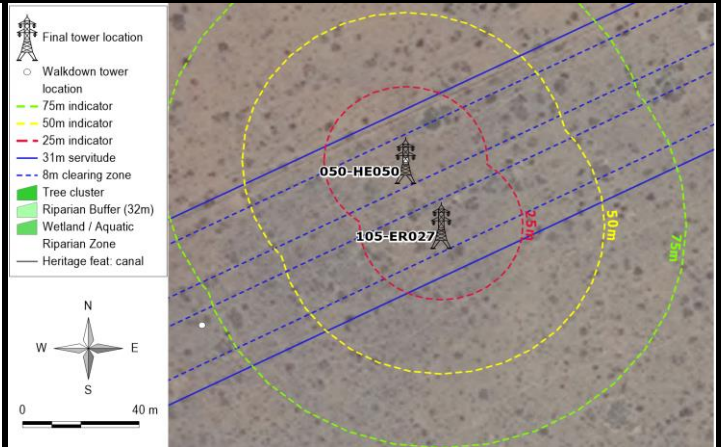 Final tower location
Walkdown tower
location
75m indicator
50m indicator
25m indicator
31m servitude
8m clearing zone
Tree cluster
Riparian Buffer (32m)
Wetland / Aquatic
Riparian Zone
Heritage feat: canal
N
W E
S
0 40 m
050-HE050
105-ER027
25m
50m
75m